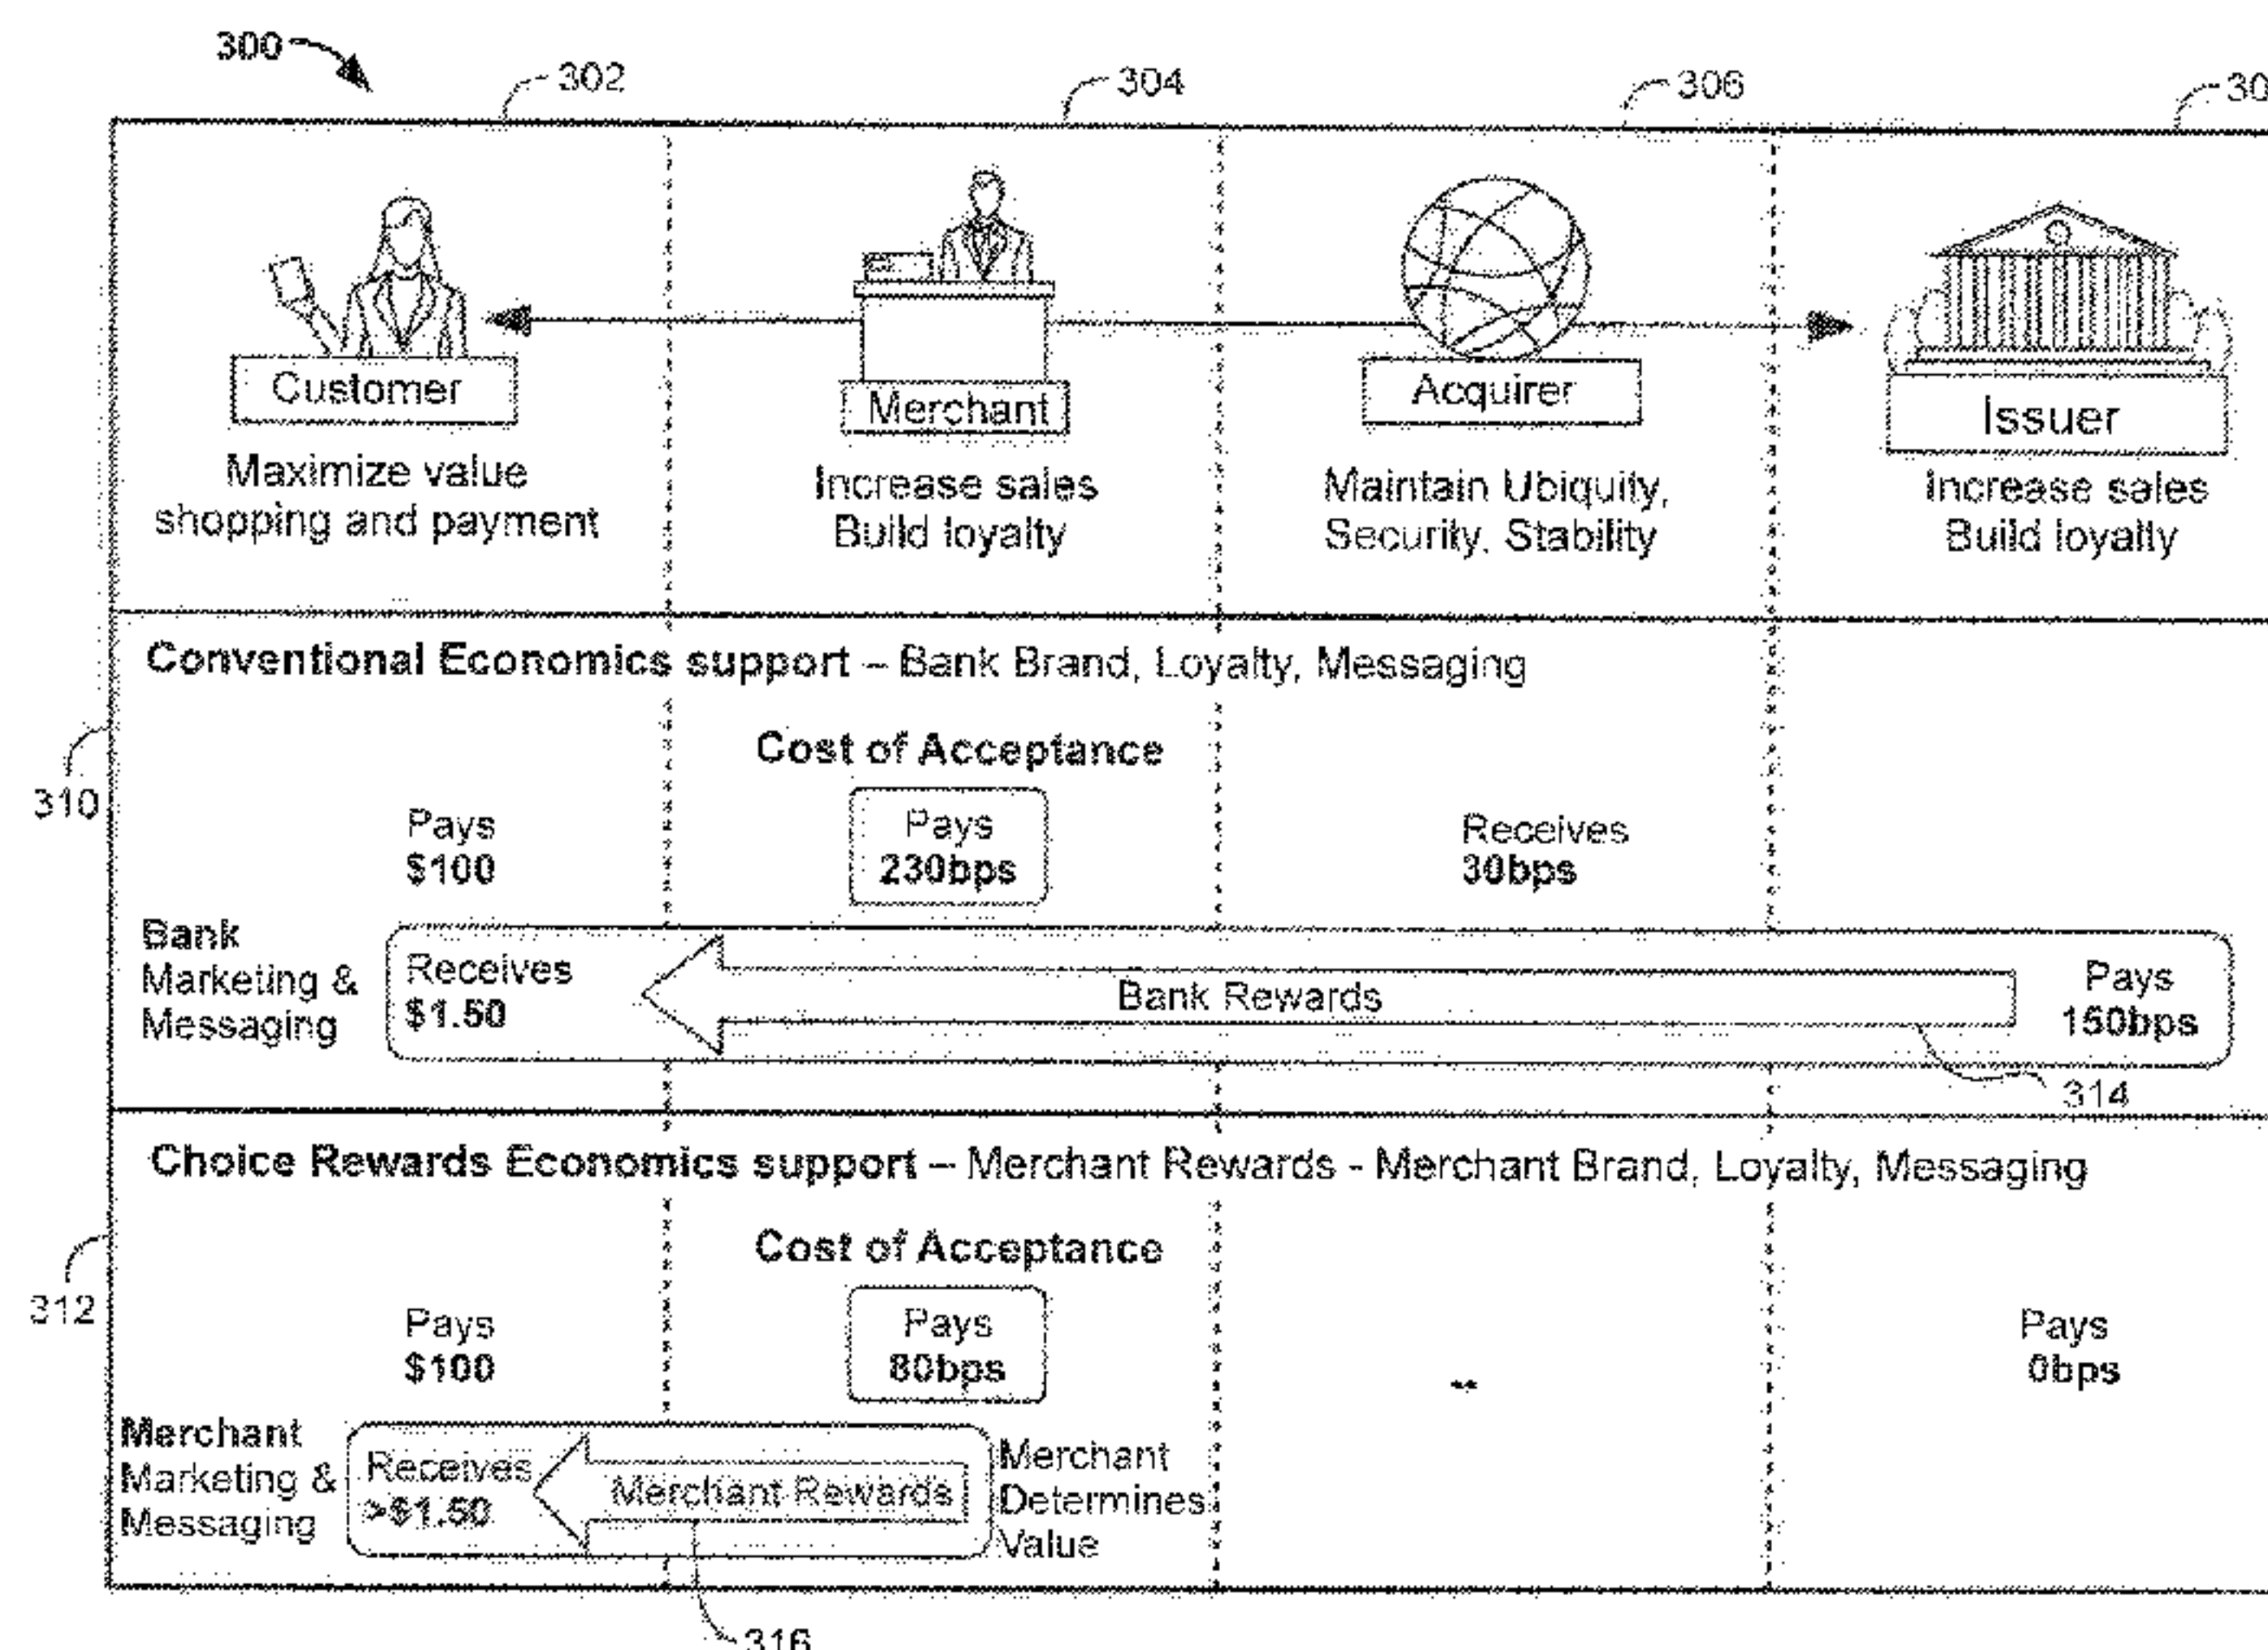 300
302
304
306
30
Customer
Merchant
Acquirer
Issuer
Maximize value
shopping and payment
Increase sales
Build loyalty
Maintain Ubiquity,
Security, Stability
Increase sales
Build loyalty
310
Conventional Economics support – Bank Brand, Loyalty, Messaging
Cost of Acceptance
Pays
$100
Pays
230bps
Receives
30bps
Bank
Marketing &
Messaging
Receives
$1.50
Bank Rewards
Pays
150bps
314
312
Choice Rewards Economics support – Merchant Rewards - Merchant Brand, Loyalty, Messaging
Cost of Acceptance
Pays
$100
Pays
80bps
--
Pays
0bps
Merchant
Marketing &
Messaging
Receives
>$1.50
Merchant Rewards
Merchant
Determines
Value
316